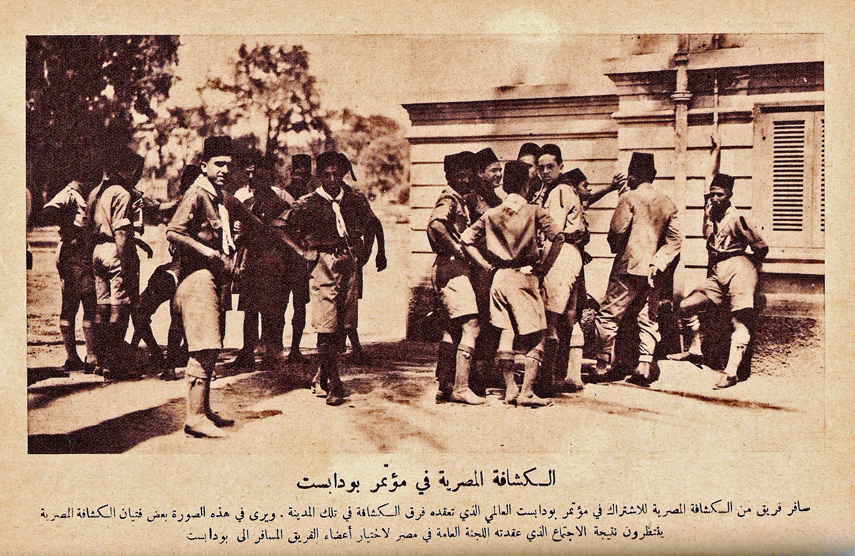 الكشافة المصرية في مؤتمر بودابست
سافر فريق من الكشافة المصرية للاشتراك في مؤتمر بودابست العالمي الذي تعقده فرق الكشافة في تلك المدينة . ويرى في هذه الصورة بعض فتيان الكشافة المصرية
ينتظرون نتيجة الاجتماع الذي عقدته اللجنة العامة في مصر لاختيار أعضاء الفريق المسافر الى بودابست